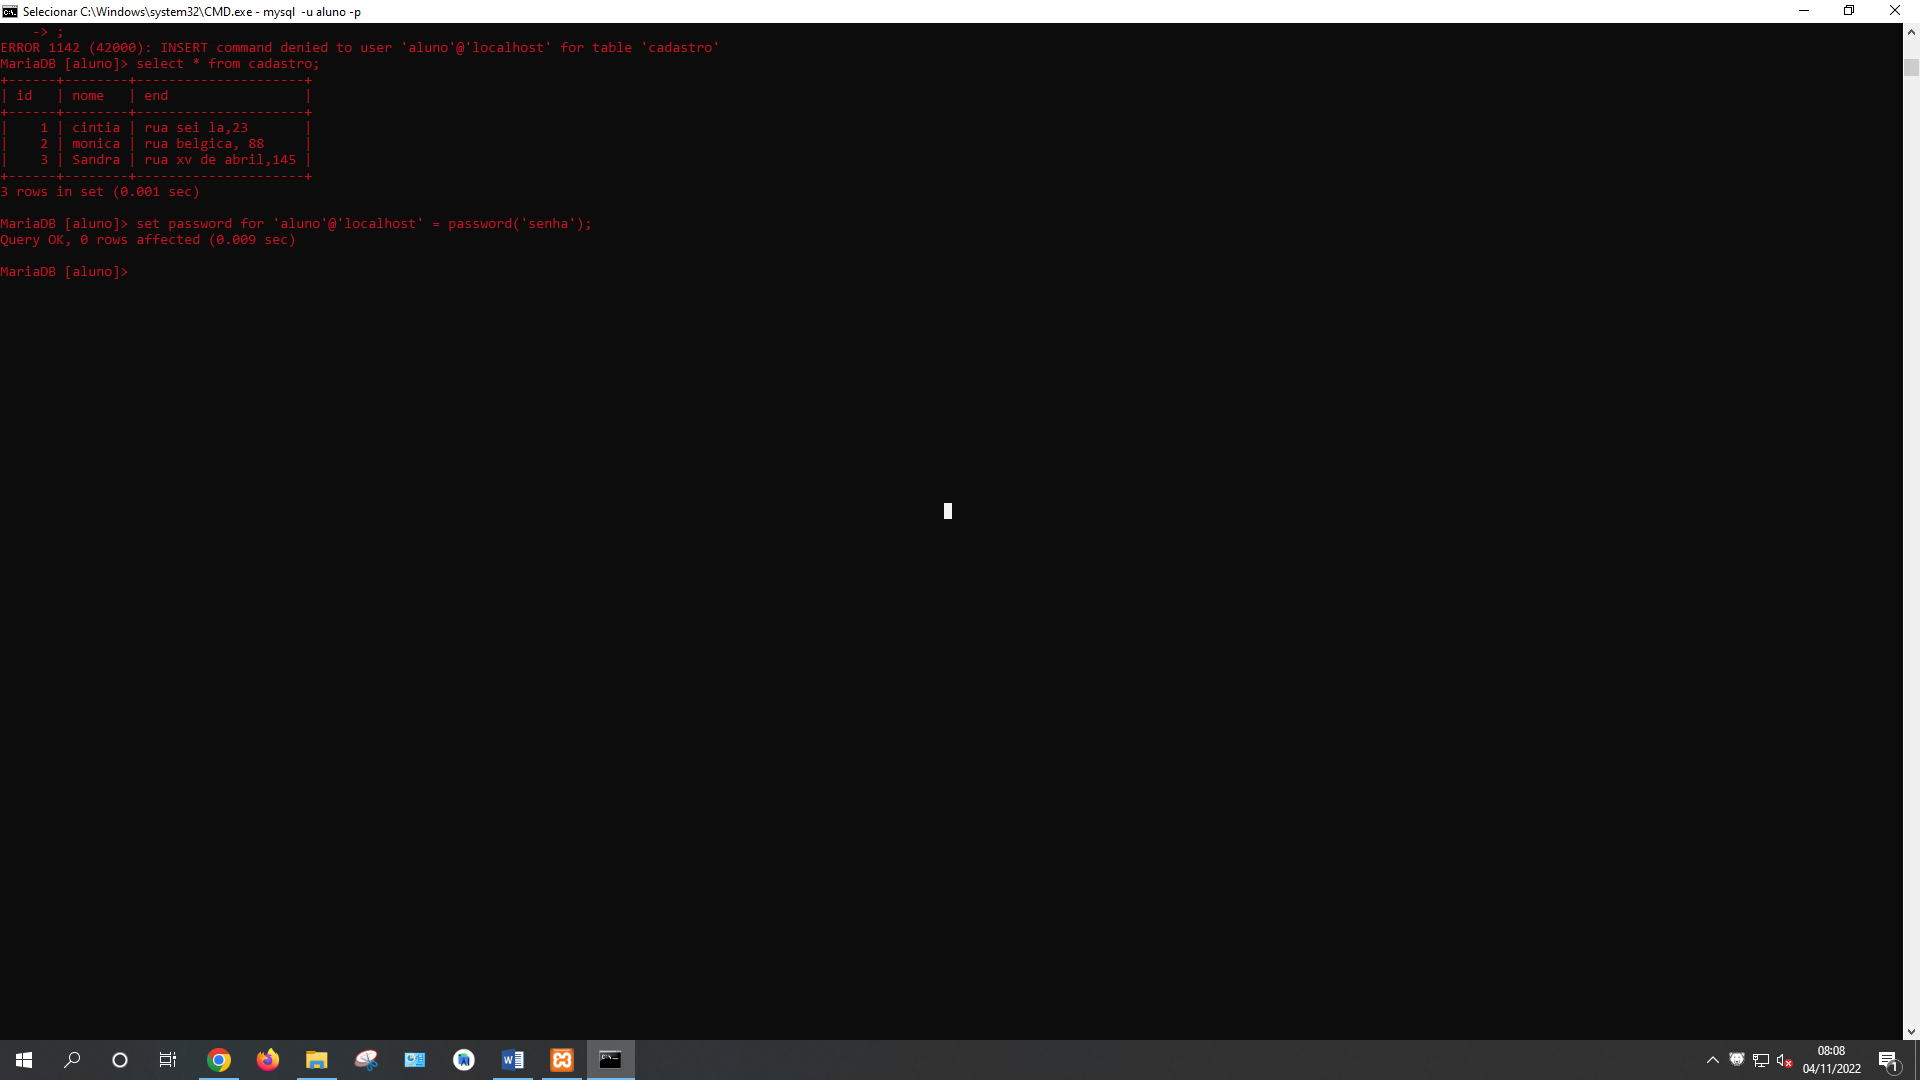 Selecionar C:\Windows\system32\CMD.exe - mysql  -u aluno -p
    -> ;
ERROR 1142 (42000): INSERT command denied to user 'aluno'@'localhost' for table 'cadastro'
MariaDB [aluno]> select * from cadastro;
+------+--------+---------------------+
| id   | nome   | end                 |
+------+--------+---------------------+
|    1 | cintia | rua sei la,23       |
|    2 | monica | rua belgica, 88     |
|    3 | Sandra | rua xv de abril,145 |
+------+--------+---------------------+
3 rows in set (0.001 sec)

MariaDB [aluno]> set password for 'aluno'@'localhost' = password('senha');
Query OK, 0 rows affected (0.009 sec)

MariaDB [aluno]>
08:08
04/11/2022
1